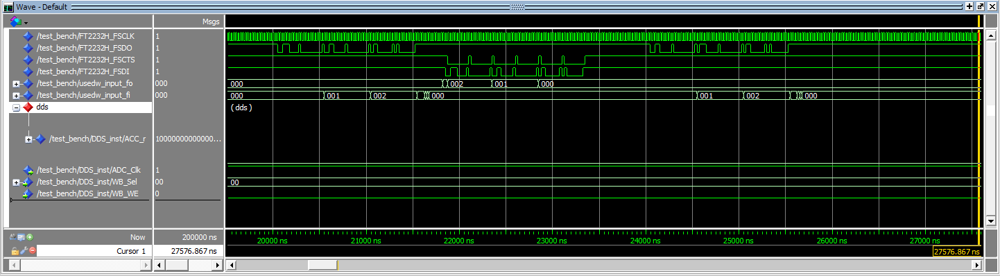 Wave - Default
Msgs
/test_bench/FT2232H_FSCLK 1
/test_bench/FT2232H_FSDO 1
/test_bench/FT2232H_FSCTS 1
/test_bench/FT2232H_FSDI 1
/test_bench/usedw_input_fo 000 000 002 001 000
/test_bench/usedw_input_fi 000 000 001 002 000 001 002 000
dds (dds)
/test_bench/DDS_inst/ACC_r 10000000000000...
/test_bench/DDS_inst/ADC_Clk 1
/test_bench/DDS_inst/WB_Sel 00 00
/test_bench/DDS_inst/WB_WE 0
Now 200000 ns 20000 ns 21000 ns 22000 ns 23000 ns 24000 ns 25000 ns 26000 ns 27000 ns
Cursor 1 27576.867 ns 27576.867 ns